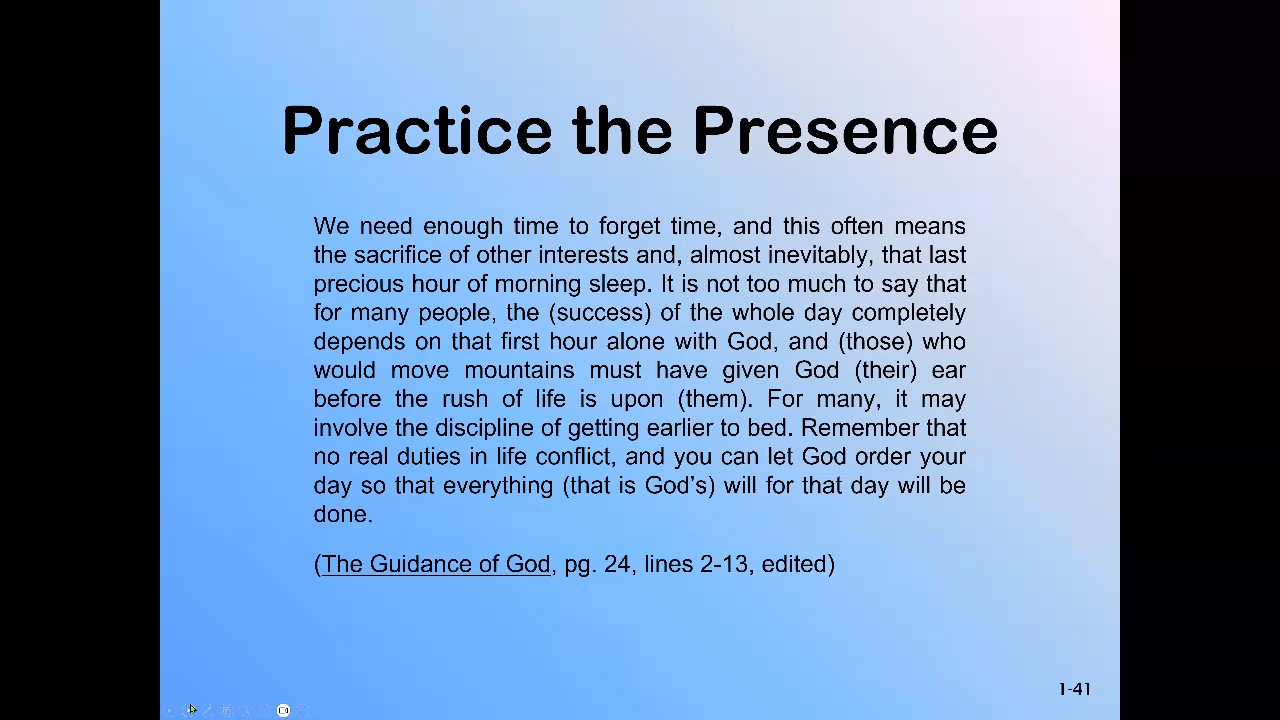 Practice the Presence
We need enough time to forget time, and this often means
the sacrifice of other interests and, almost inevitably, that last
precious hour of morning sleep. It is not too much to say that
for many people, the (success) of the whole day completely
depends on that first hour alone with God, and (those) who
would move mountains must have given God (their) ear
before the rush of life is upon (them). For many, it may
involve the discipline of getting earlier to bed. Remember that
no real duties in life conflict, and you can let God order your
day so that everything (that is God’s) will for that day will be
done.
(The Guidance of God, pg. 24, lines 2-13, edited)
1-41